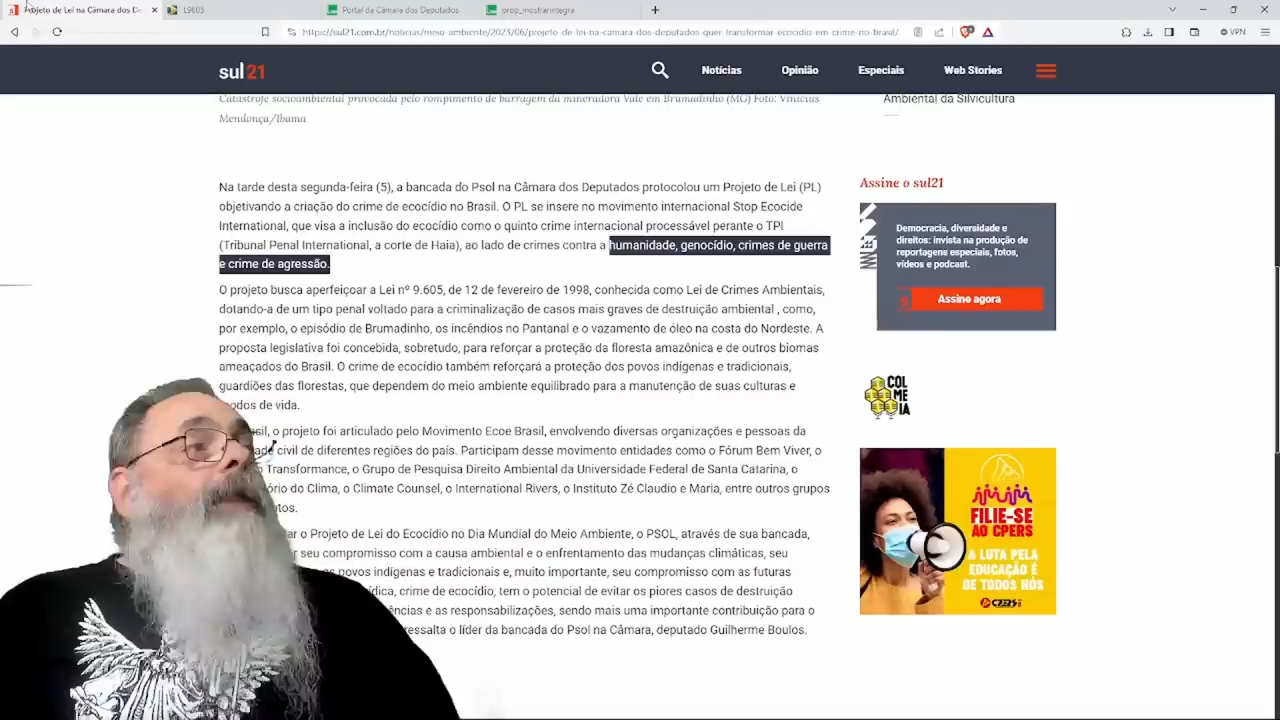 Projeto de Lei na Câmara dos De
L9605
Portal da Câmara dos Deputados
prop_mostrarintegra
https://sul21.com.br/noticias/meio-ambiente/2023/06/projeto-de-lei-na-camara-dos-deputados-quer-transformar-ecocidio-em-crime-no-brasil/
VPN
sul21
Notícias
Opinião
Especiais
Web Stories
Catástrofe socioambiental provocada pelo rompimento de barragem da mineradora Vale em Brumadinho (MG) Foto: Vinicius
Mendonça/Ibama
Na tarde desta segunda-feira (5), a bancada do Psol na Câmara dos Deputados protocolou um Projeto de Lei (PL)
objetivando a criação do crime de ecocídio no Brasil. O PL se insere no movimento internacional Stop Ecocide
International, que visa a inclusão do ecocídio como o quinto crime internacional processável perante o TPI
(Tribunal Penal Internacional, a corte de Haia), ao lado de crimes contra a humanidade, genocídio, crimes de guerra
e crime de agressão.
O projeto busca aperfeiçoar a Lei nº 9.605, de 12 de fevereiro de 1998, conhecida como Lei de Crimes Ambientais,
dotando-a de um tipo penal voltado para a criminalização de casos mais graves de destruição ambiental , como,
por exemplo, o episódio de Brumadinho, os incêndios no Pantanal e o vazamento de óleo na costa do Nordeste. A
proposta legislativa foi concebida, sobretudo, para reforçar a proteção da floresta amazônica e de outros biomas
ameaçados do Brasil. O crime de ecocídio também reforçará a proteção dos povos indígenas e tradicionais,
guardiões das florestas, que dependem do meio ambiente equilibrado para a manutenção de suas culturas e
modos de vida.
sil, o projeto foi articulado pelo Movimento Ecoe Brasil, envolvendo diversas organizações e pessoas da
ade civil de diferentes regiões do país. Participam desse movimento entidades como o Fórum Bem Viver, o
Transformance, o Grupo de Pesquisa Direito Ambiental da Universidade Federal de Santa Catarina, o
ório do Clima, o Climate Counsel, o International Rivers, o Instituto Zé Claudio e Maria, entre outros grupos
ntos.
ar o Projeto de Lei do Ecocídio no Dia Mundial do Meio Ambiente, o PSOL, através de sua bancada,
r seu compromisso com a causa ambiental e o enfrentamento das mudanças climáticas, seu
povos indígenas e tradicionais e, muito importante, seu compromisso com as futuras
ídica, crime de ecocídio, tem o potencial de evitar os piores casos de destruição
ências e as responsabilizações, sendo mais uma importante contribuição para o
ressalta o líder da bancada do Psol na Câmara, deputado Guilherme Boulos.
Ambiental da Silvicultura
Assine o sul21
Democracia, diversidade e
direitos: invista na produção de
reportagens especiais, fotos,
vídeos e podcast.
Assine agora
COL
MÉ
IA
FILIE-SE
AO CPERS
A LUTA PELA
EDUCAÇÃO É
DE TODOS NÓS
CPERS